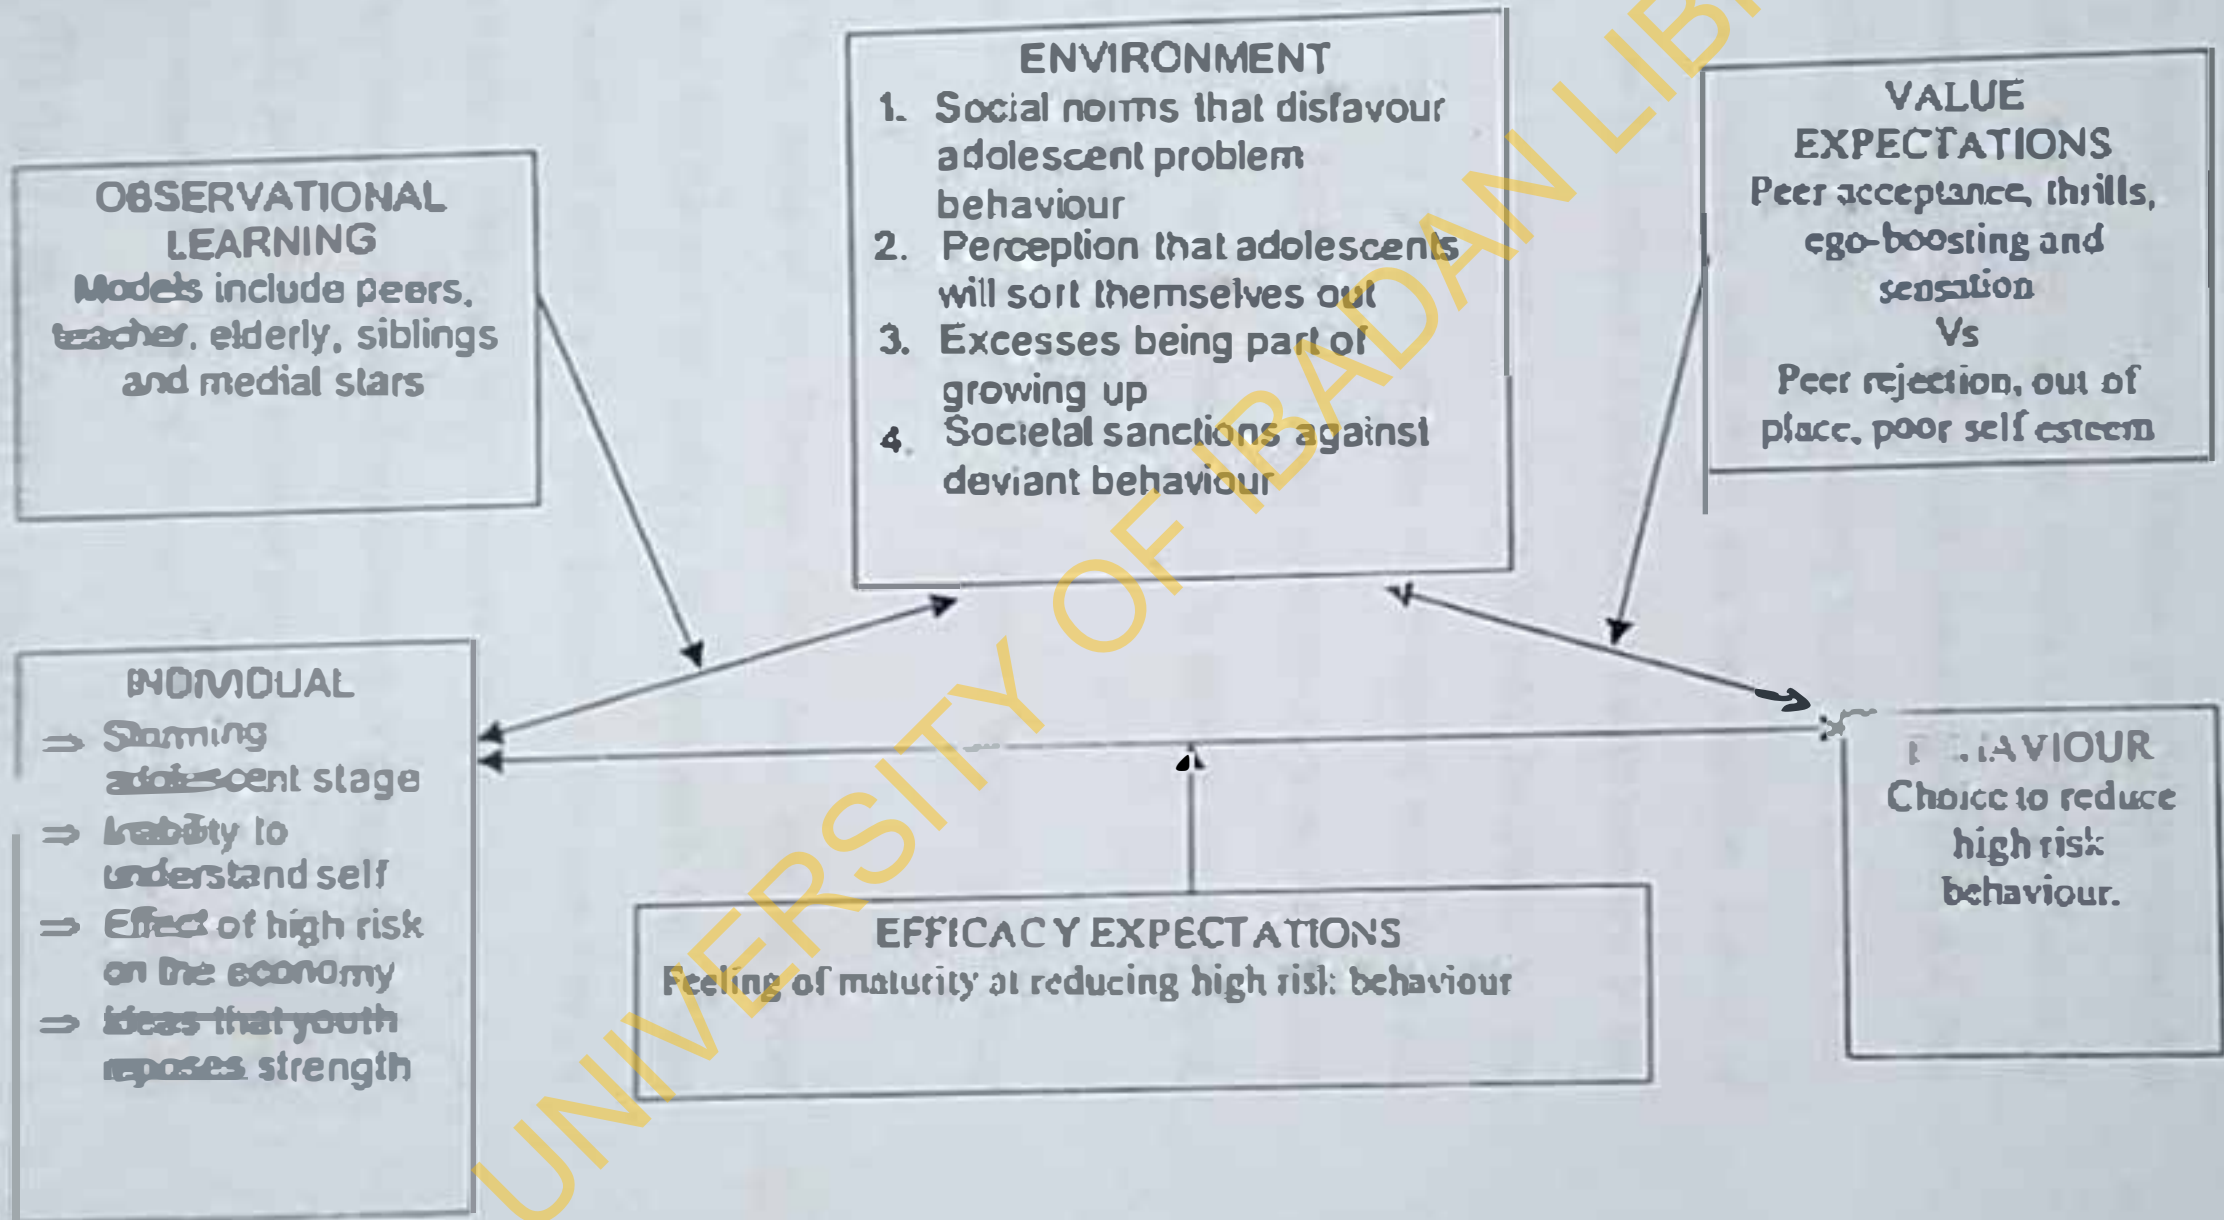 OBSERVATIONAL
LEARNING
Models include peers,
teacher, elderly, siblings
and medial stars
ENVIRONMENT
1. Social norms that disfavour
adolescent problem
behaviour
2. Perception that adolescents
will sort themselves out
3. Excesses being part of
growing up
4. Societal sanctions against
deviant behaviour
VALUE
EXPECTATIONS
Peer acceptance, thrills,
ego-boosting and
sensation
Vs
Peer rejection, out of
place, poor self esteem
INDIVIDUAL
⇒ Storming
adolescent stage
⇒ Inability to
understand self
⇒ Effect of high risk
on the economy
⇒ ideas that youth
reposes strength
EFFICACY EXPECTATIONS
Feeling of maturity at reducing high risk behaviour
BEHAVIOUR
Choice to reduce
high risk
behaviour.
UNIVERSITY OF IBADAN